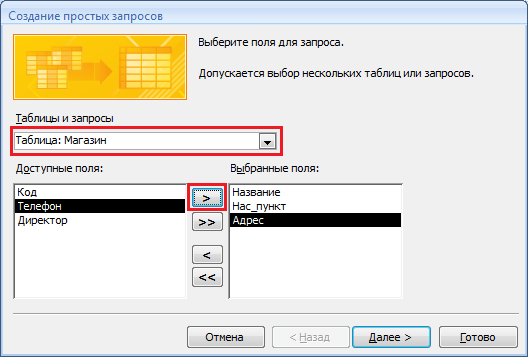 Создание простых запросов
Выберите поля для запроса.
Допускается выбор нескольких таблиц или запросов.
Таблицы и запросы
Таблица: Магазин
Доступные поля:
Выбранные поля:
Код
Телефон
Директор
>
>>
<
<<
Название
Нас_пункт
Адрес
Отмена
< Назад
Далее >
Готово